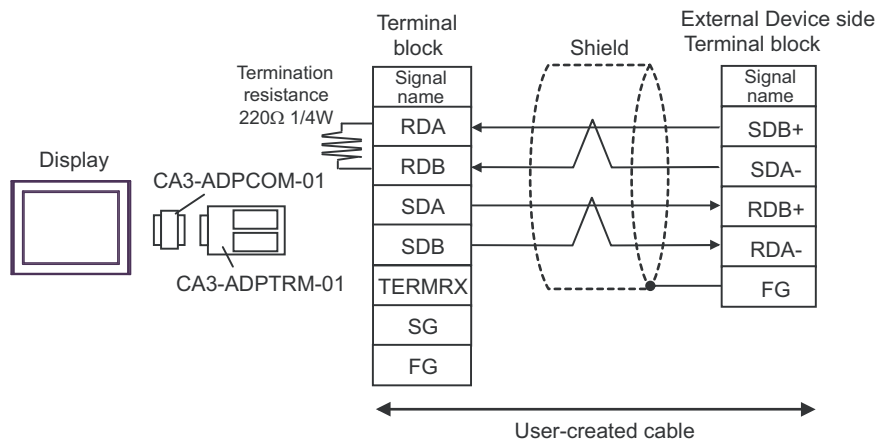 Terminal
block
Shield
External Device side
Terminal block
Termination
resistance
220Ω 1/4W
Signal
name
Signal
name
RDA
SDB+
RDB
SDA-
Display
CA3-ADPCOM-01
SDA
RDB+
SDB
RDA-
CA3-ADPTRM-01
TERMRX
FG
SG
FG
User-created cable